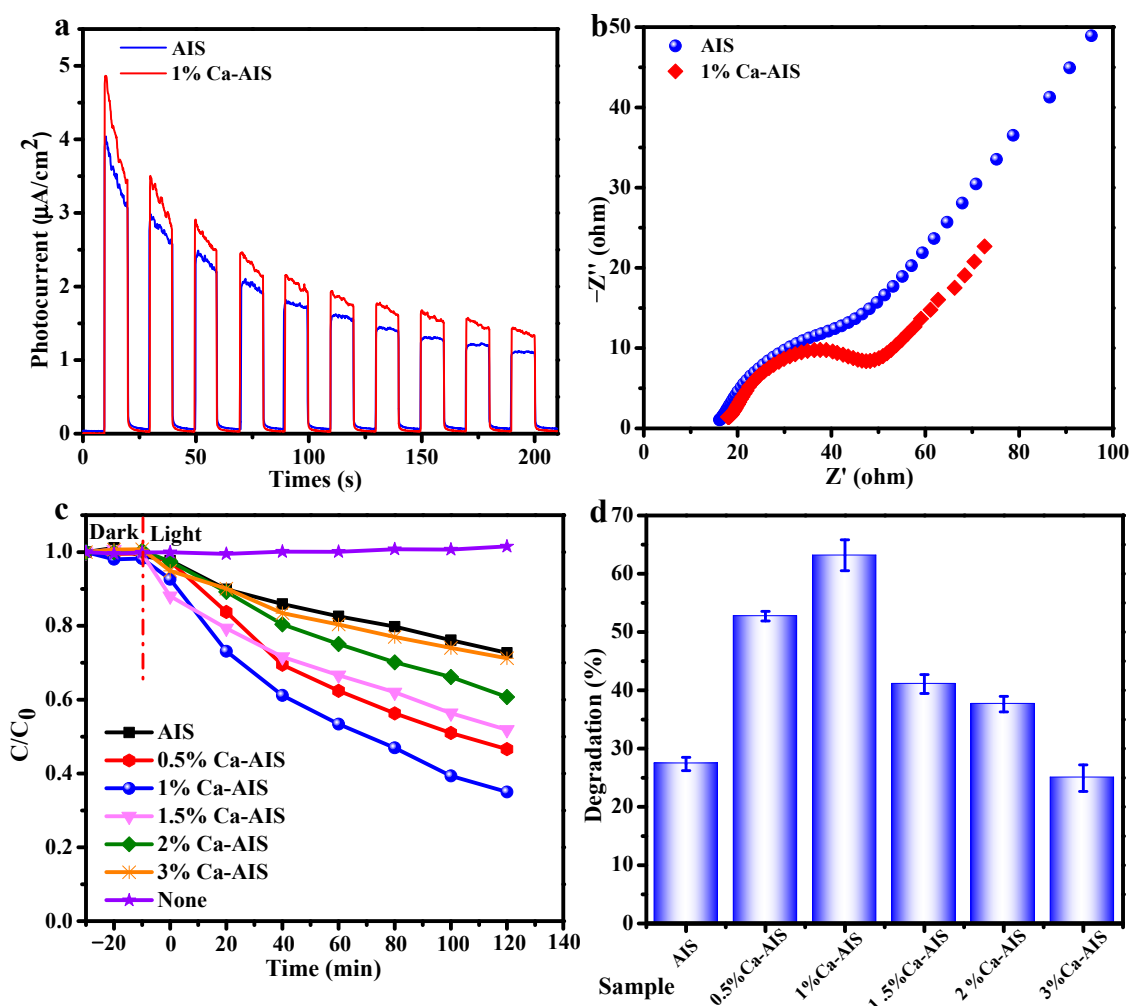 a
AIS
1% Ca-AIS
Photocurrent (μA/cm²)
5
4
3
2
1
0
0 50 100 150 200
Times (s)
b
AIS
1% Ca-AIS
−Z'' (ohm)
50
40
30
20
10
0
0 20 40 60 80 100
Z' (ohm)
c
Dark Light
C/C0
1.0
0.8
0.6
0.4
0.2
0.0
AIS
0.5% Ca-AIS
1% Ca-AIS
1.5% Ca-AIS
2% Ca-AIS
3% Ca-AIS
None
−20 0 20 40 60 80 100 120 140
Time (min)
d
Degradation (%)
70
60
50
40
30
20
10
0
AIS
0.5%Ca-AIS
1%Ca-AIS
1.5%Ca-AIS
2%Ca-AIS
3%Ca-AIS
Sample